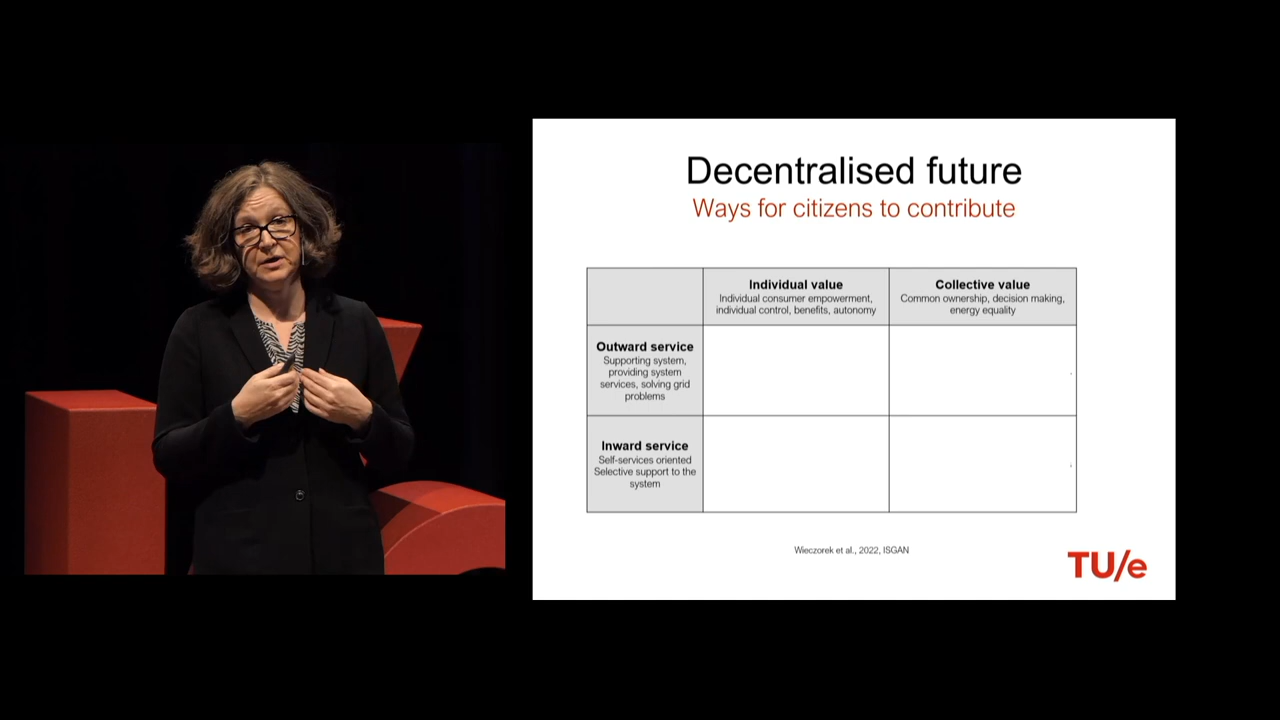 Decentralised future
Ways for citizens to contribute
Individual value
Individual consumer empowerment,
individual control, benefits, autonomy
Collective value
Common ownership, decision making,
energy equality
Outward service
Supporting system,
providing system
services, solving grid
problems
Inward service
Self-services oriented
Selective support to the
system
Wieczorek et al., 2022, ISGAN
TU/e